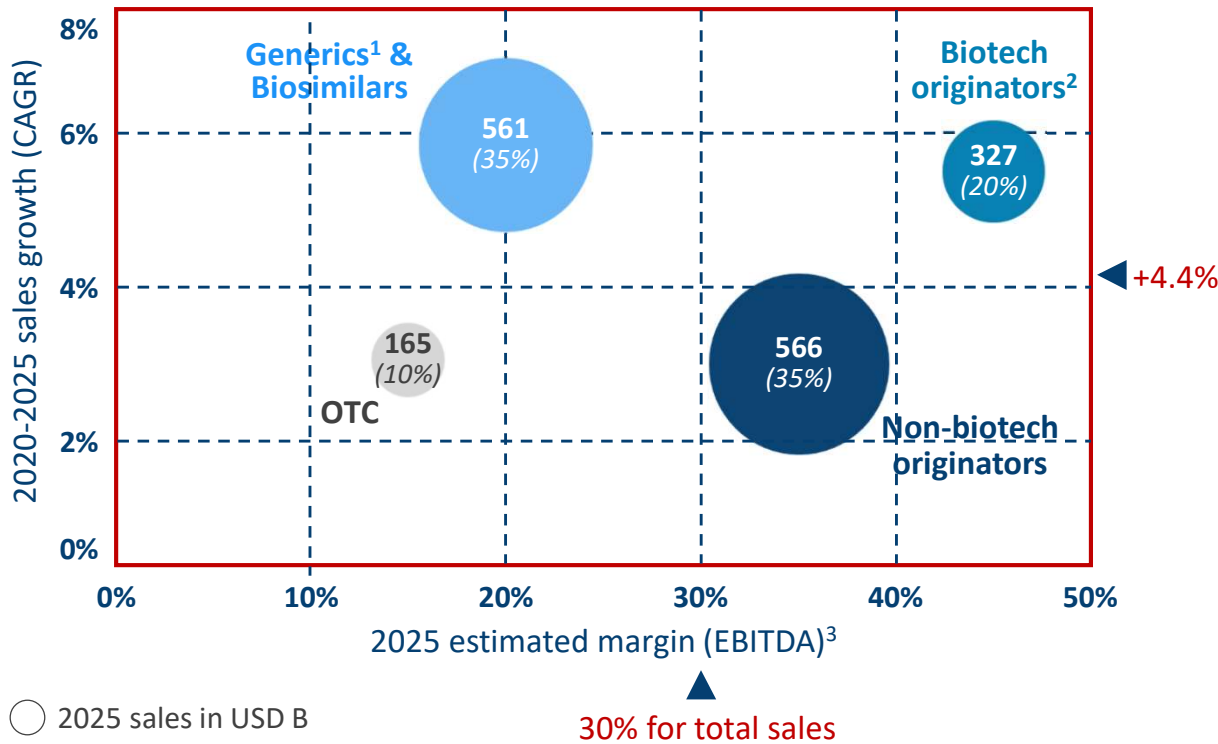 2020-2025 sales growth (CAGR)
8%
6%
4%
2%
0%
Generics¹ &
Biosimilars
561
(35%)
Biotech
originators²
327
(20%)
+4.4%
165
(10%)
OTC
566
(35%)
Non-biotech
originators
0%
10%
20%
30%
40%
50%
2025 estimated margin (EBITDA)³
2025 sales in USD B
30% for total sales